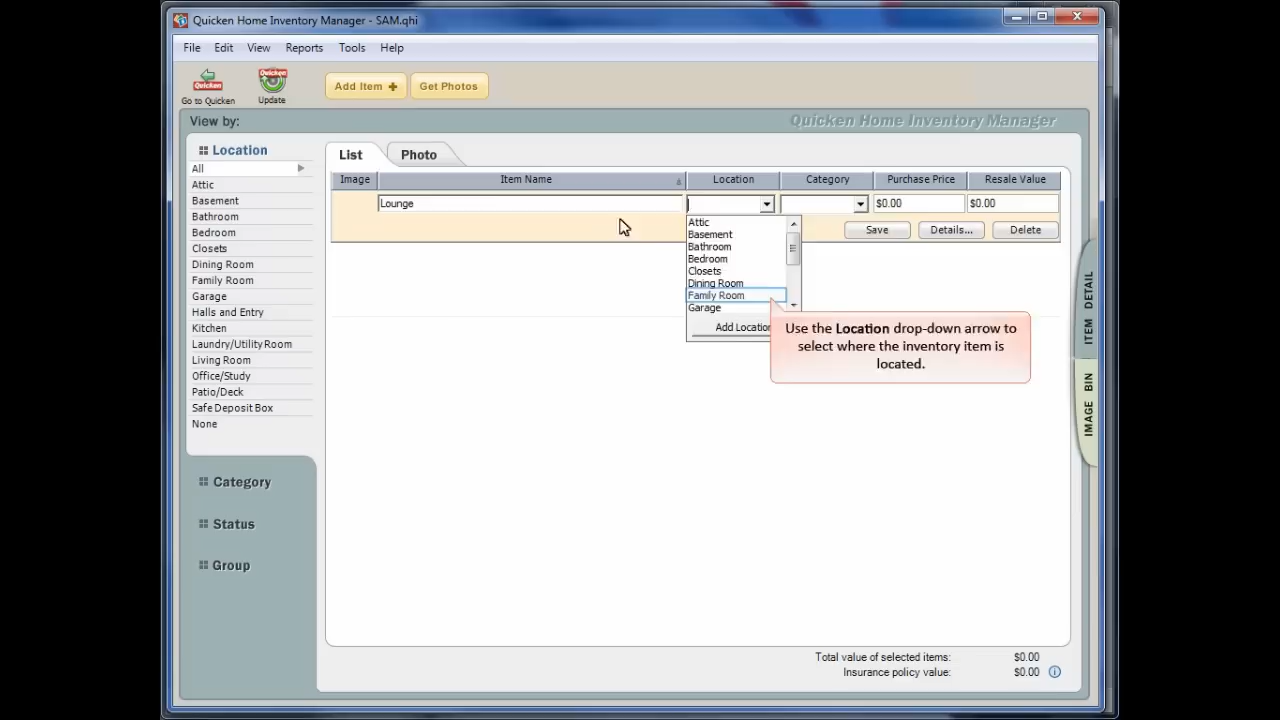 Quicken Home Inventory Manager - SAM.qhi
File Edit View Reports Tools Help
Quicken Quicken
Go to Quicken Update Add Item + Get Photos
View by: Quicken Home Inventory Manager
Location
All
Attic
Basement
Bathroom
Bedroom
Closets
Dining Room
Family Room
Garage
Halls and Entry
Kitchen
Laundry/Utility Room
Living Room
Office/Study
Patio/Deck
Safe Deposit Box
None
Category
Status
Group
List Photo
Image Item Name Location Category Purchase Price Resale Value
Lounge $0.00 $0.00
Save Details... Delete
Attic
Basement
Bathroom
Bedroom
Closets
Dining Room
Family Room
Garage
Add Location
Use the Location drop-down arrow to
select where the inventory item is
located.
ITEM DETAIL
IMAGE BIN
Total value of selected items: $0.00
Insurance policy value: $0.00